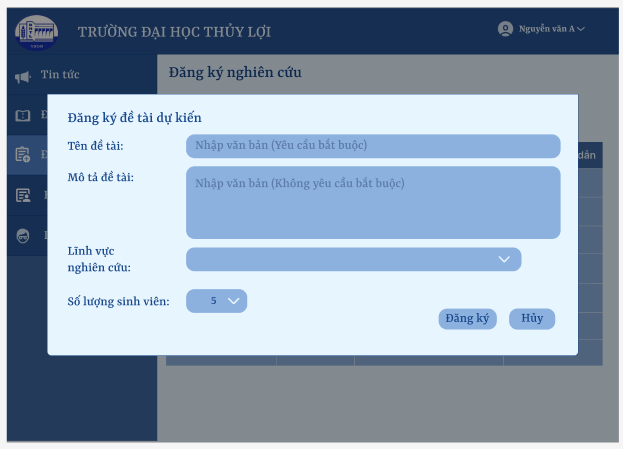 TRƯỜNG ĐẠI HỌC THỦY LỢI
Nguyễn văn A
Tin tức
Đăng ký nghiên cứu
Đăng ký đề tài dự kiến
Tên đề tài:
Nhập văn bản (Yêu cầu bắt buộc)
Mô tả đề tài:
Nhập văn bản (Không yêu cầu bắt buộc)
Lĩnh vực
nghiên cứu:
Số lượng sinh viên:
5
Đăng ký
Hủy
dẫn